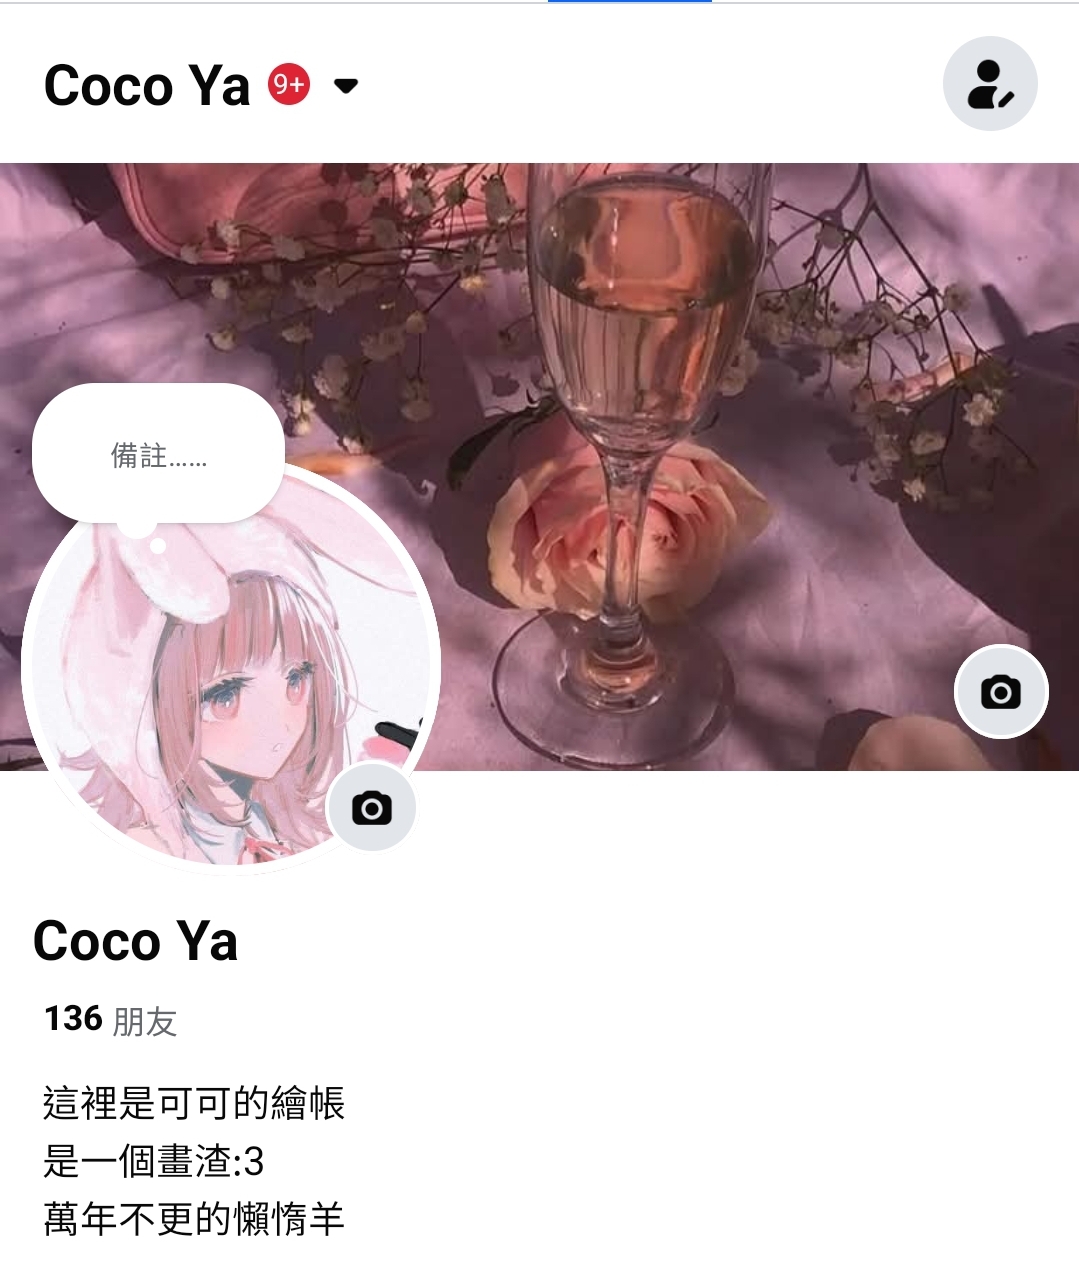 Coco Ya 9+
備註......
Coco Ya
136 朋友
這裡是可可的繪帳
是一個畫渣:3
萬年不更的懶惰羊